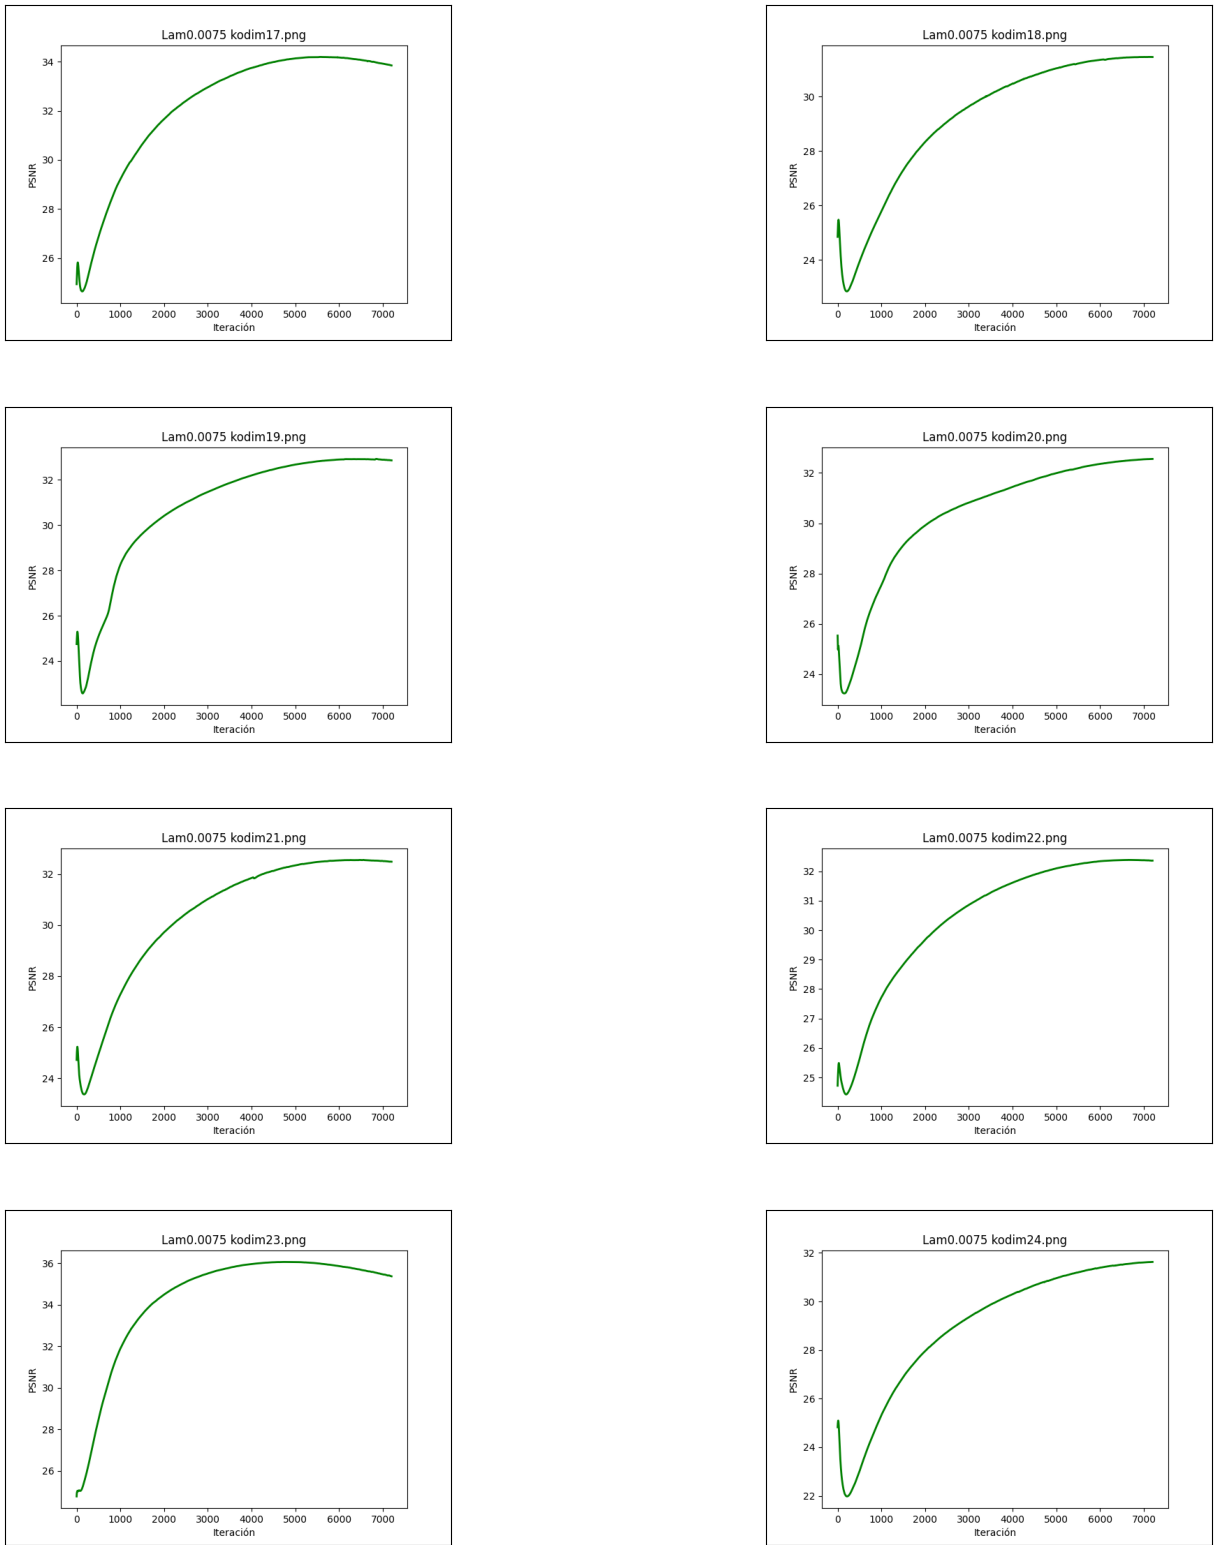 Lam0.0075 kodim17.png
34
32
30
28
26
PSNR
0 1000 2000 3000 4000 5000 6000 7000
Iteración
Lam0.0075 kodim18.png
30
28
26
24
PSNR
0 1000 2000 3000 4000 5000 6000 7000
Iteración
Lam0.0075 kodim19.png
32
30
28
26
24
PSNR
0 1000 2000 3000 4000 5000 6000 7000
Iteración
Lam0.0075 kodim20.png
32
30
28
26
24
PSNR
0 1000 2000 3000 4000 5000 6000 7000
Iteración
Lam0.0075 kodim21.png
32
30
28
26
24
PSNR
0 1000 2000 3000 4000 5000 6000 7000
Iteración
Lam0.0075 kodim22.png
32
31
30
29
28
27
26
25
PSNR
0 1000 2000 3000 4000 5000 6000 7000
Iteración
Lam0.0075 kodim23.png
36
34
32
30
28
26
PSNR
0 1000 2000 3000 4000 5000 6000 7000
Iteración
Lam0.0075 kodim24.png
32
30
28
26
24
22
PSNR
0 1000 2000 3000 4000 5000 6000 7000
Iteración